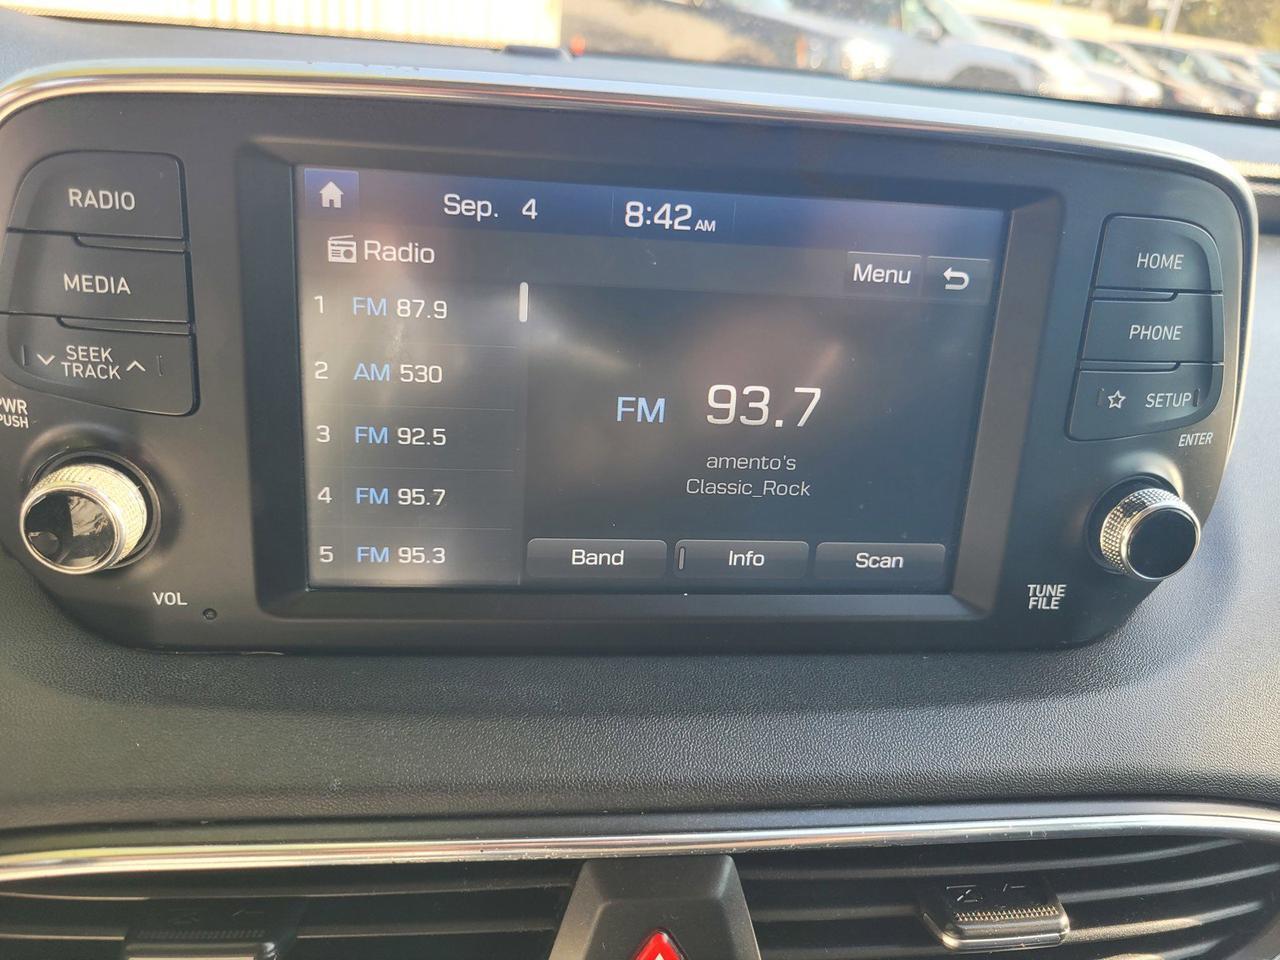 RADIO
MEDIA
SEEK
TRACK
PWR
PUSH
VOL
Sep. 4 8:42 AM
Radio
Menu
1 FM 87.9
2 AM 530
3 FM 92.5
4 FM 95.7
5 FM 95.3
FM 93.7
amento's
Classic_Rock
Band Info Scan
HOME
PHONE
SETUP
ENTER
TUNE
FILE